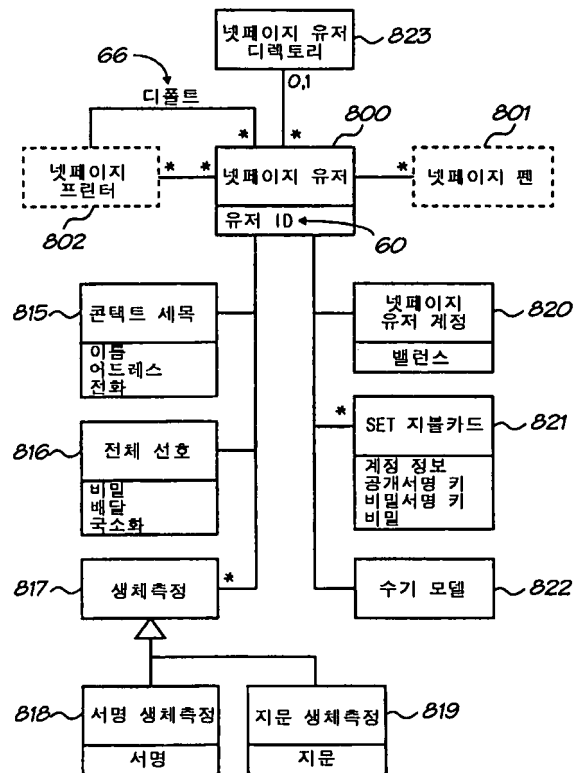 넷페이지 유저
디렉토리
823
66
0,1
디폴트
800
801
*
*
넷페이지
프린터
*
*
넷페이지 유저
*
넷페이지 펜
802
유저 ID
60
815
콘텍트 세목
이름
어드레스
전화
넷페이지
유저 계정
820
밸런스
816
전체 선호
비밀
배달
국소화
*
SET 지불카드
821
계정 정보
공개서명 키
비밀서명 키
비밀
817
생체측정
*
수기 모델
822
818
서명 생체측정
서명
지문 생체측정
819
지문